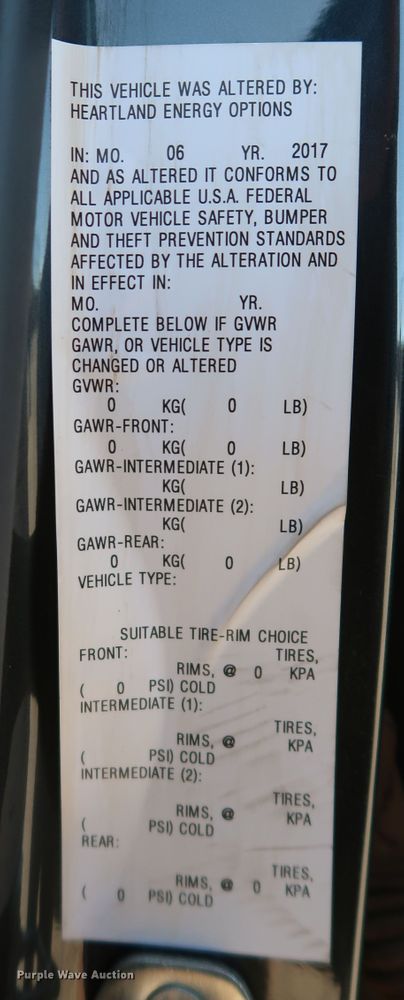 THIS VEHICLE WAS ALTERED BY:
HEARTLAND ENERGY OPTIONS
IN: MO. 06 YR. 2017
AND AS ALTERED IT CONFORMS TO
ALL APPLICABLE U.S.A. FEDERAL
MOTOR VEHICLE SAFETY, BUMPER
AND THEFT PREVENTION STANDARDS
AFFECTED BY THE ALTERATION AND
IN EFFECT IN:
MO. YR.
COMPLETE BELOW IF GVWR
GAWR, OR VEHICLE TYPE IS
CHANGED OR ALTERED
GVWR:
0 KG( 0 LB)
GAWR-FRONT:
0 KG( 0 LB)
GAWR-INTERMEDIATE (1):
KG( LB)
GAWR-INTERMEDIATE (2):
KG( LB)
GAWR-REAR:
0 KG( 0 LB)
VEHICLE TYPE:
SUITABLE TIRE-RIM CHOICE
FRONT: TIRES,
RIMS, @ 0 KPA
( 0 PSI) COLD
INTERMEDIATE (1):
TIRES,
RIMS, @ KPA
( PSI) COLD
INTERMEDIATE (2):
TIRES,
RIMS, @ KPA
( PSI) COLD
REAR:
TIRES,
RIMS, @ 0 KPA
( 0 PSI) COLD
Purple Wave Auction